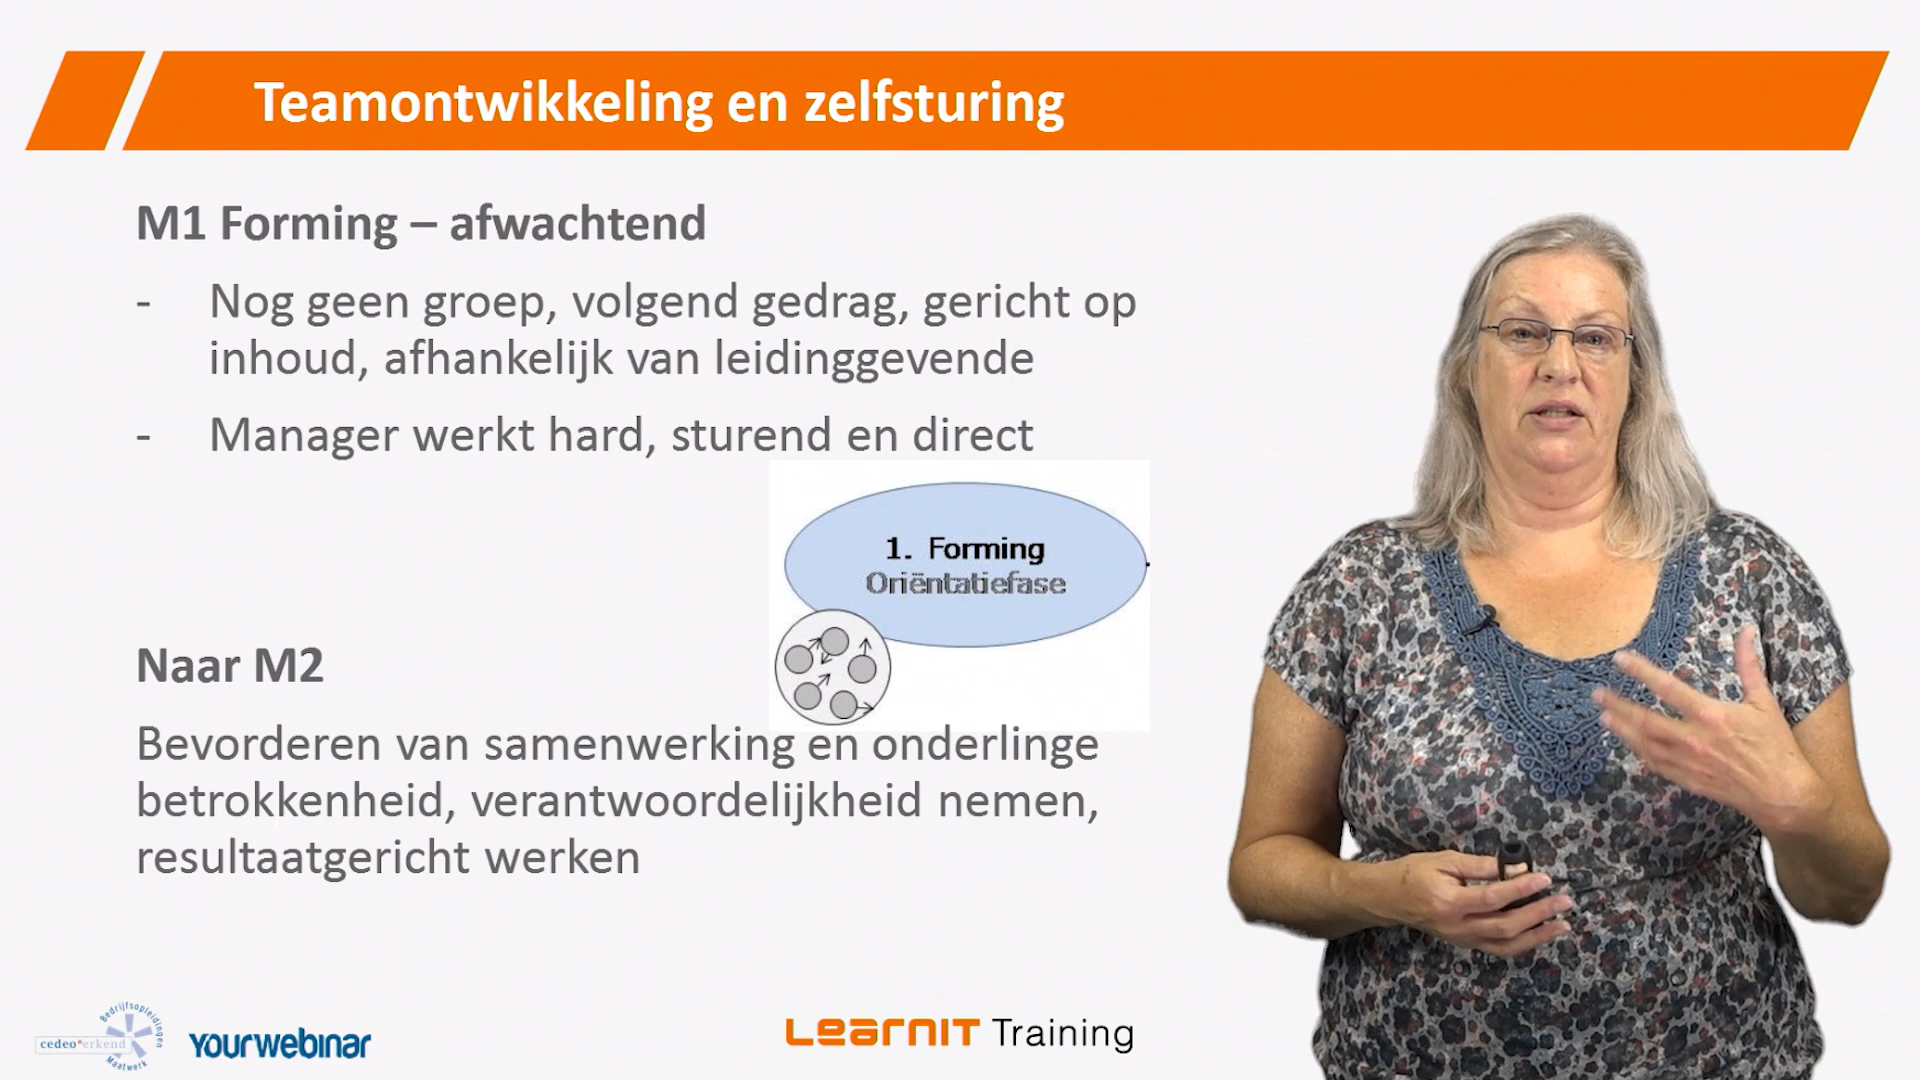 Teamontwikkeling en zelfsturing
M1 Forming – afwachtend
- Nog geen groep, volgend gedrag, gericht op
inhoud, afhankelijk van leidinggevende
- Manager werkt hard, sturend en direct
1. Forming
Oriëntatiefase
Naar M2
Bevorderen van samenwerking en onderlinge
betrokkenheid, verantwoordelijkheid nemen,
resultaatgericht werken
Bedrijfsopleidingen
cedeo*erkend
Maatwerk
YOURWEBINAR
LearnIT Training